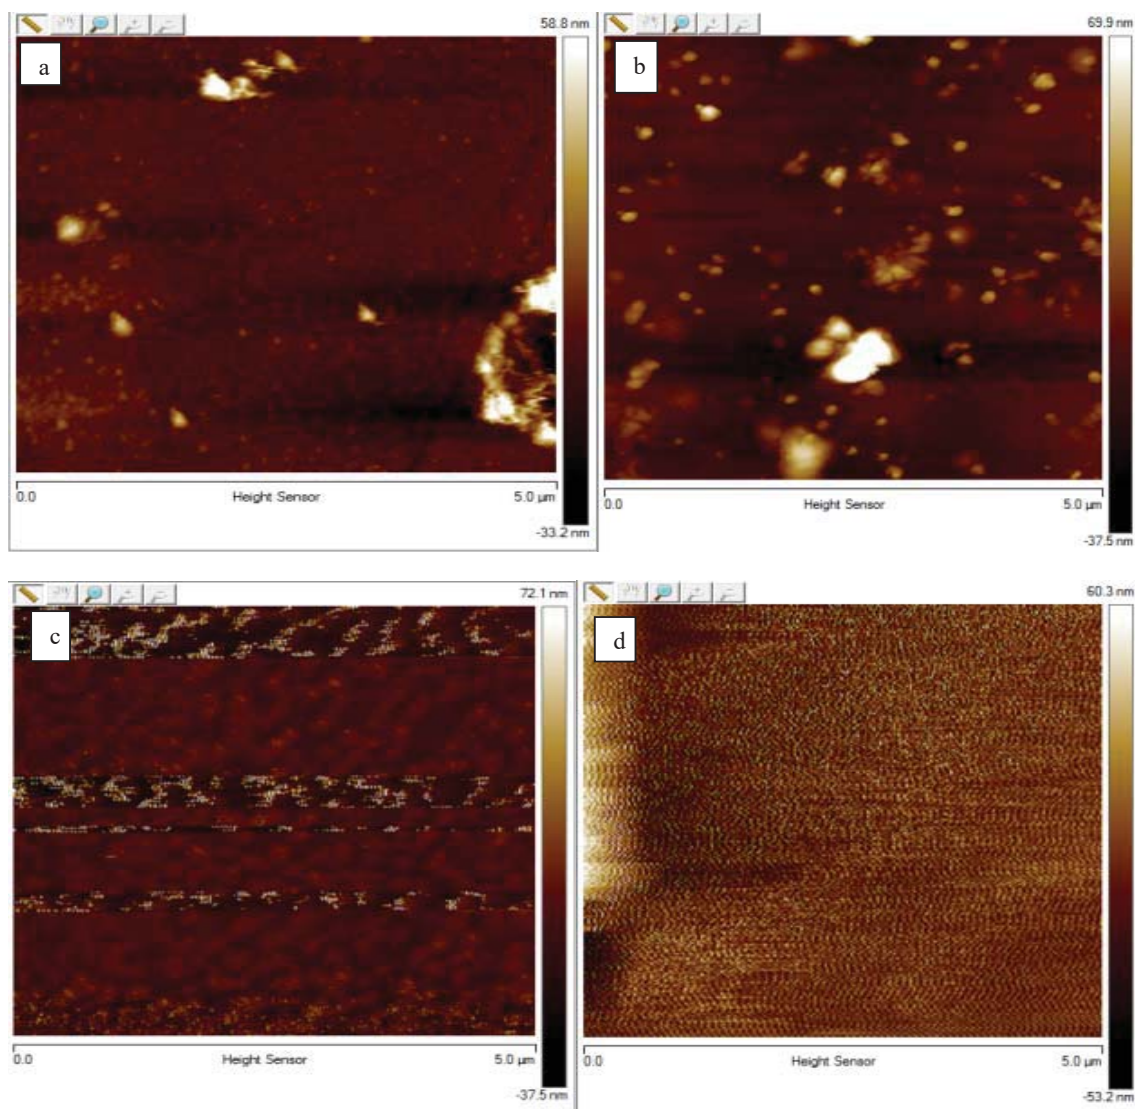 58.8 nm
a
0.0 Height Sensor 5.0 µm
-33.2 nm
69.9 nm
b
0.0 Height Sensor 5.0 µm
-37.5 nm
72.1 nm
c
0.0 Height Sensor 5.0 µm
-37.5 nm
60.3 nm
d
0.0 Height Sensor 5.0 µm
-53.2 nm